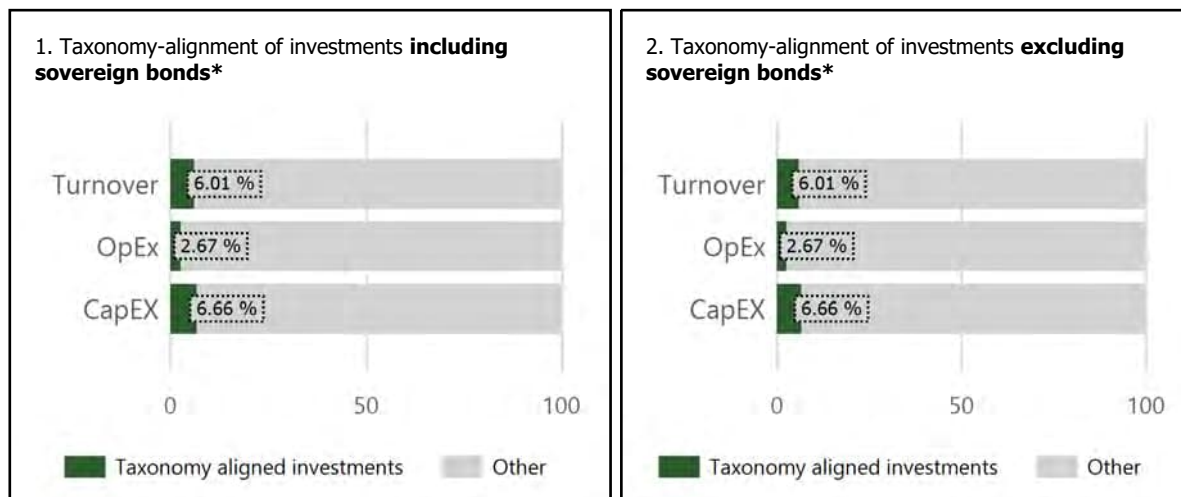 1. Taxonomy-alignment of investments including
sovereign bonds*
Turnover
6.01 %
OpEx
2.67 %
CapEX
6.66 %
0 50 100
Taxonomy aligned investments Other
2. Taxonomy-alignment of investments excluding
sovereign bonds*
Turnover
6.01 %
OpEx
2.67 %
CapEX
6.66 %
0 50 100
Taxonomy aligned investments Other